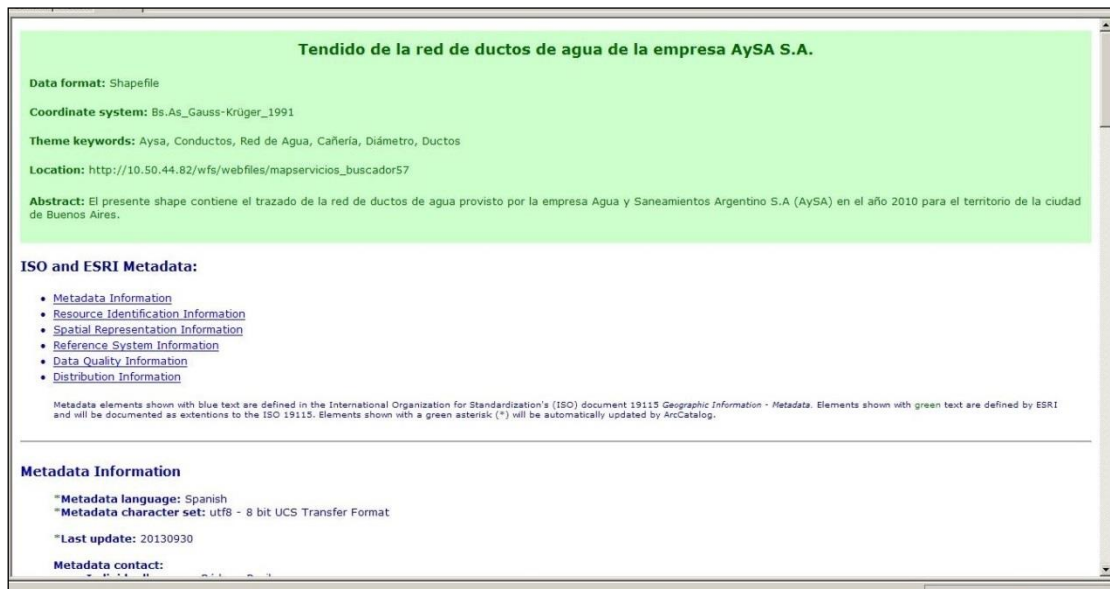 Tendido de la red de ductos de agua de la empresa AySA S.A.
Data format: Shapefile
Coordinate system: Bs.As_Gauss-Krüger_1991
Theme keywords: Aysa, Conductos, Red de Agua, Cañería, Diámetro, Ductos
Location: http://10.50.44.82/wfs/webfiles/mapservicios_buscador57
Abstract: El presente shape contiene el trazado de la red de ductos de agua provisto por la empresa Agua y Saneamientos Argentino S.A (AySA) en el año 2010 para el territorio de la ciudad
de Buenos Aires.
ISO and ESRI Metadata:
• Metadata Information
• Resource Identification Information
• Spatial Representation Information
• Reference System Information
• Data Quality Information
• Distribution Information
Metadata elements shown with blue text are defined in the International Organization for Standardization's (ISO) document 19115 Geographic Information - Metadata. Elements shown with green text are defined by ESRI
and will be documented as extentions to the ISO 19115. Elements shown with a green asterisk (*) will be automatically updated by ArcCatalog.
Metadata Information
*Metadata language: Spanish
*Metadata character set: utf8 - 8 bit UCS Transfer Format
*Last update: 20130930
Metadata contact: